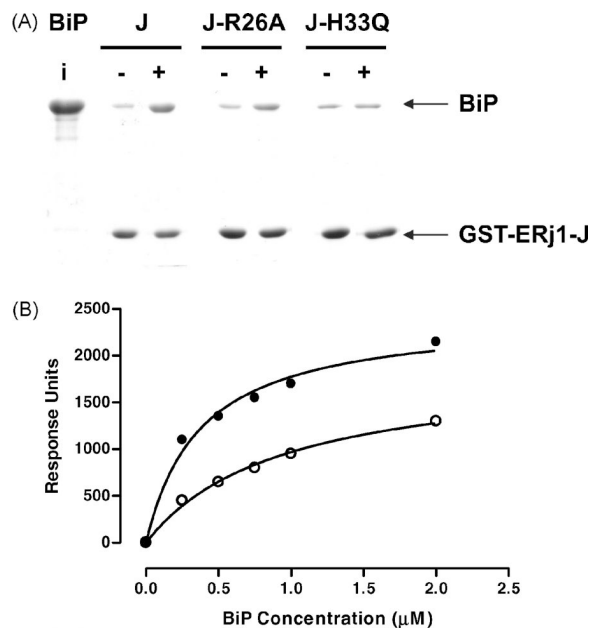 (A) BiP J J-R26A J-H33Q
i - + - + - +
BiP
GST-ERj1-J
(B)
2500
2000
1500
1000
500
0
Response Units
0.0 0.5 1.0 1.5 2.0 2.5
BiP Concentration (μM)